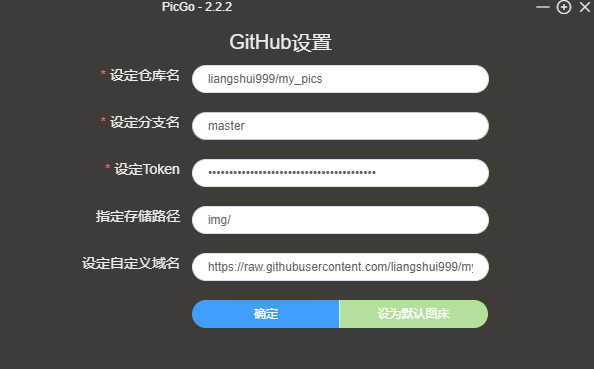 PicGo - 2.2.2
GitHub设置
* 设定仓库名 liangshui999/my_pics
* 设定分支名 master
* 设定Token ••••••••••••••••••••••••••••••••••••••••
指定存储路径 img/
设定自定义域名 https://raw.githubusercontent.com/liangshui999/my
确定 设为默认图床